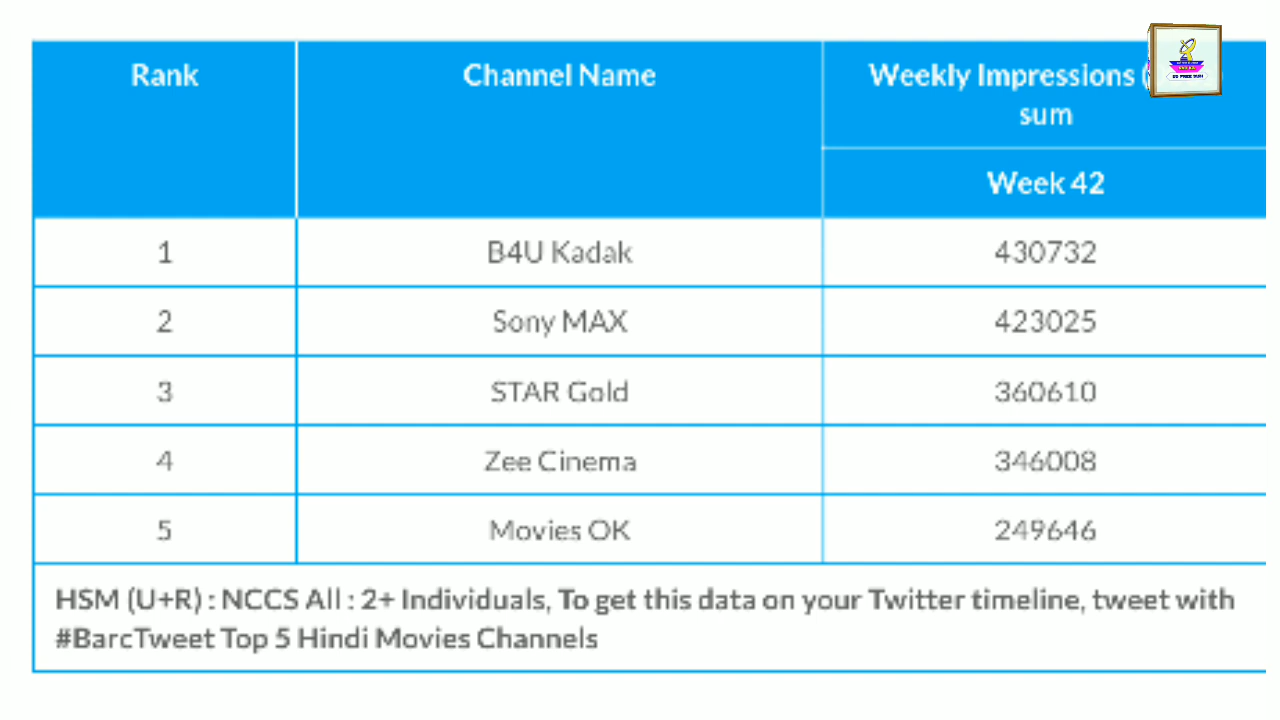 Rank Channel Name Weekly Impressions (
sum
Week 42
1 B4U Kadak 430732
2 Sony MAX 423025
3 STAR Gold 360610
4 Zee Cinema 346008
5 Movies OK 249646
HSM (U+R) : NCCS All : 2+ Individuals, To get this data on your Twitter timeline, tweet with
#BarcTweet Top 5 Hindi Movies Channels